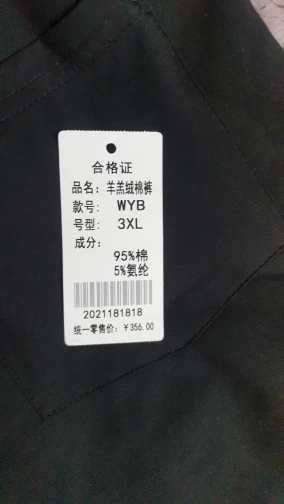 合格证
品名: 羊羔绒棉裤
款号: WYB
号型: 3XL
成分:
95%棉
5%氨纶
2021181818
统一零售价: ¥356.00